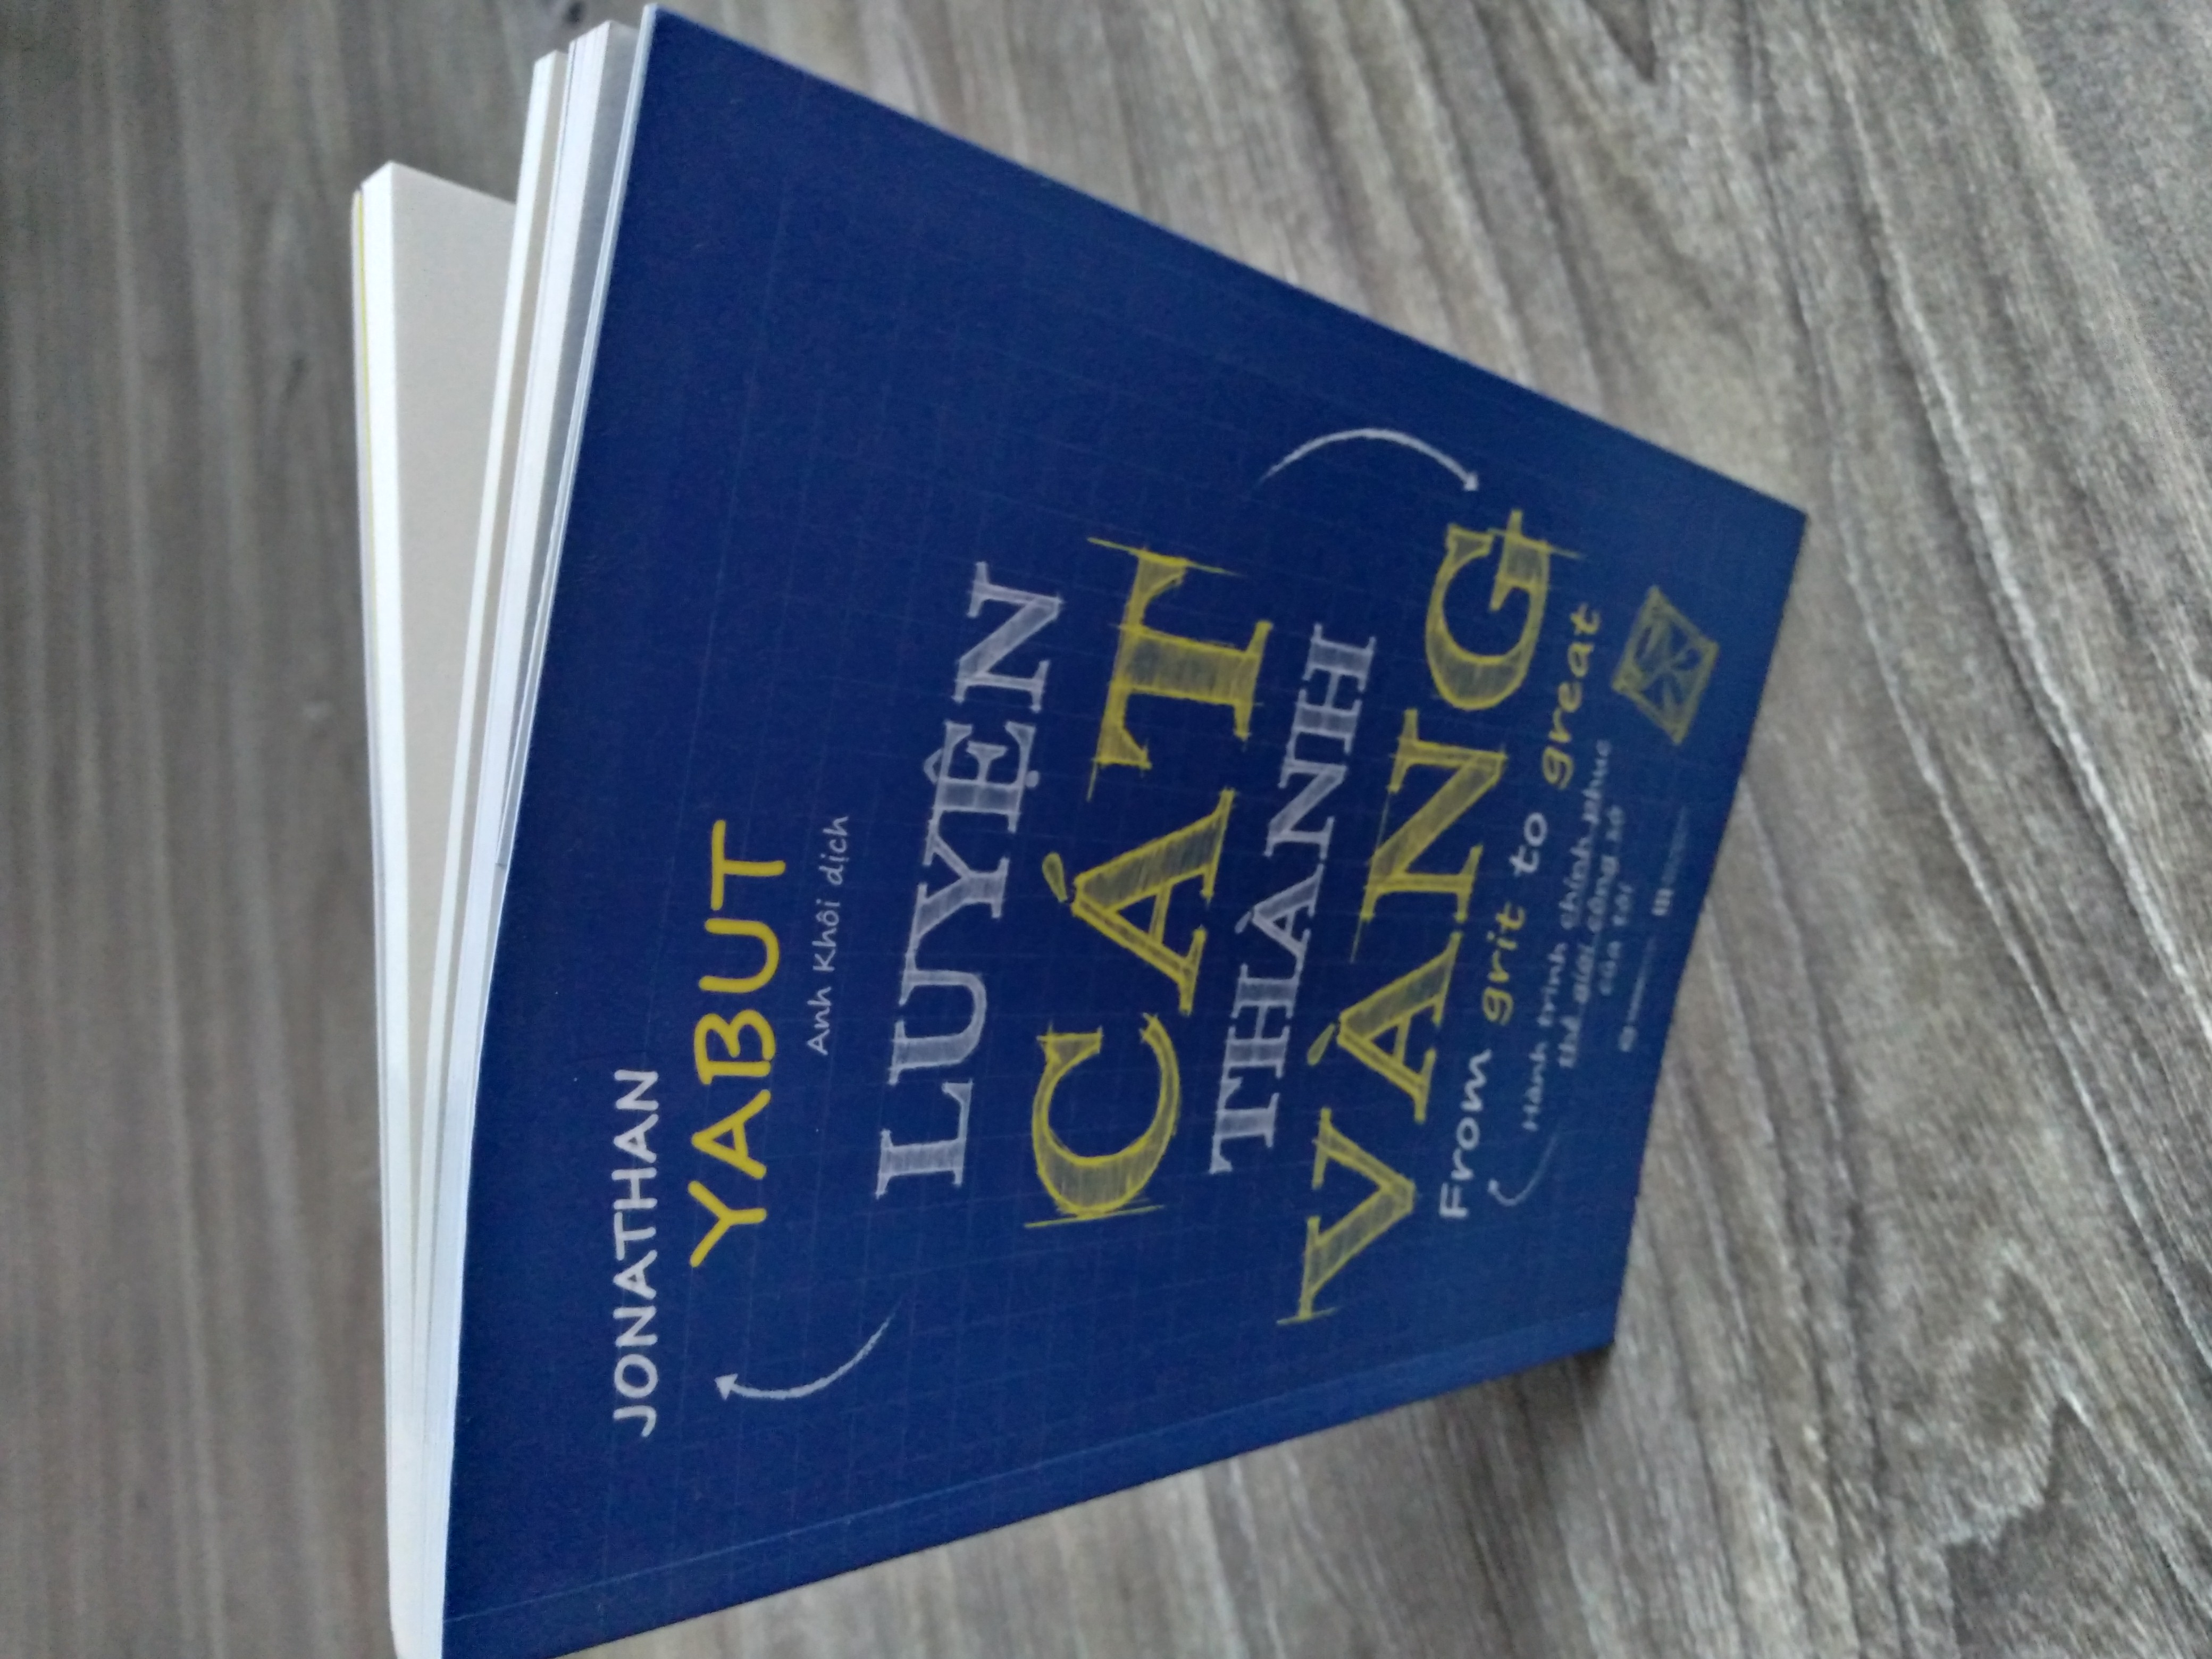 JONATHAN
YABUT
Anh Khôi dịch
LUYỆN
CÁT
THÀNH
VÀNG
From grit to great
Hành trình chinh phục
thế giới công sở
của tôi